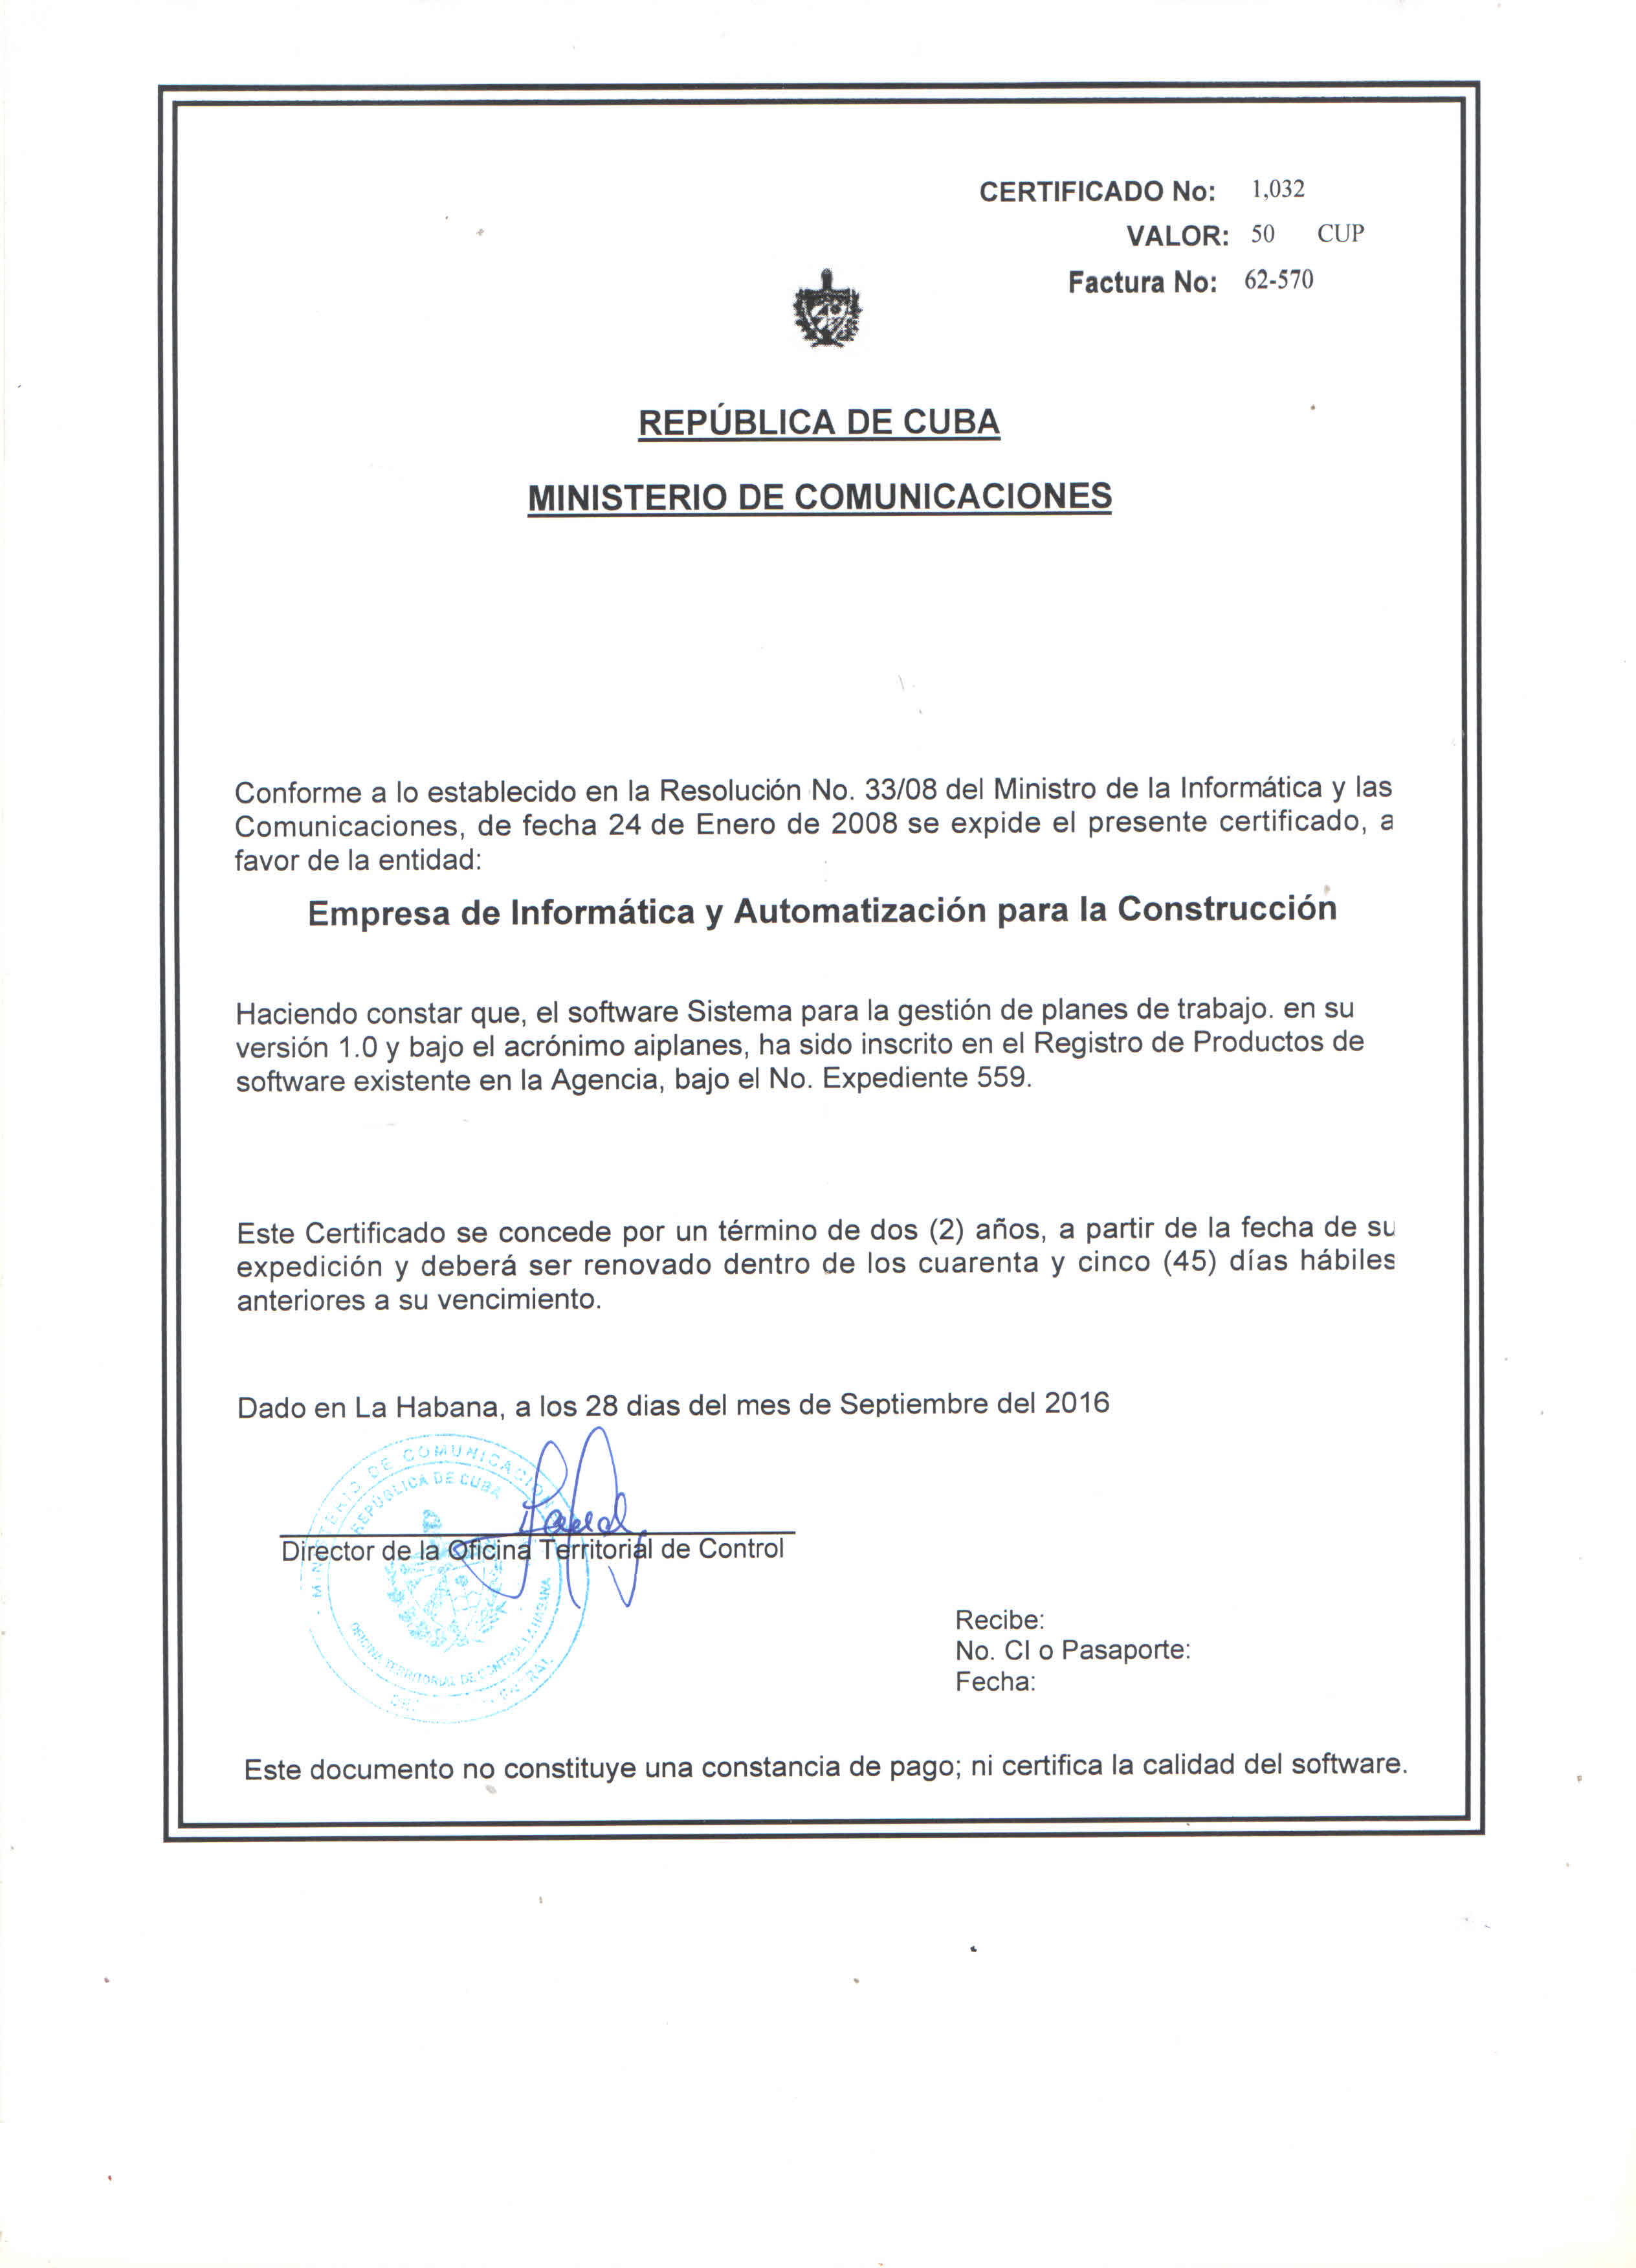 CERTIFICADO No: 1,032
VALOR: 50 CUP
Factura No: 62-570
REPÚBLICA DE CUBA
MINISTERIO DE COMUNICACIONES
Conforme a lo establecido en la Resolución No. 33/08 del Ministro de la Informática y las
Comunicaciones, de fecha 24 de Enero de 2008 se expide el presente certificado, a
favor de la entidad:
Empresa de Informática y Automatización para la Construcción
Haciendo constar que, el software Sistema para la gestión de planes de trabajo. en su
versión 1.0 y bajo el acrónimo aiplanes, ha sido inscrito en el Registro de Productos de
software existente en la Agencia, bajo el No. Expediente 559.
Este Certificado se concede por un término de dos (2) años, a partir de la fecha de su
expedición y deberá ser renovado dentro de los cuarenta y cinco (45) días hábiles
anteriores a su vencimiento.
Dado en La Habana, a los 28 dias del mes de Septiembre del 2016
MINISTERIO DE COMUNICACIONES
REPÚBLICA DE CUBA
Director de la Oficina Territorial de Control
OFICINA TERRITORIAL DE CONTROL LA HABANA
Recibe:
No. CI o Pasaporte:
Fecha:
Este documento no constituye una constancia de pago; ni certifica la calidad del software.